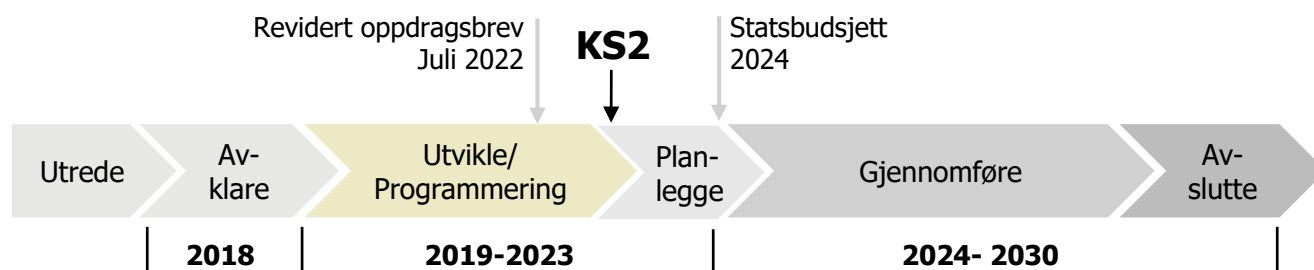 Revidert oppdragsbrev
Juli 2022
KS2
Statsbudsjett
2024
Utrede
Av-
klare
Utvikle/
Programmering
Plan-
legge
Gjennomføre
Av-
slutte
2018
2019-2023
2024- 2030